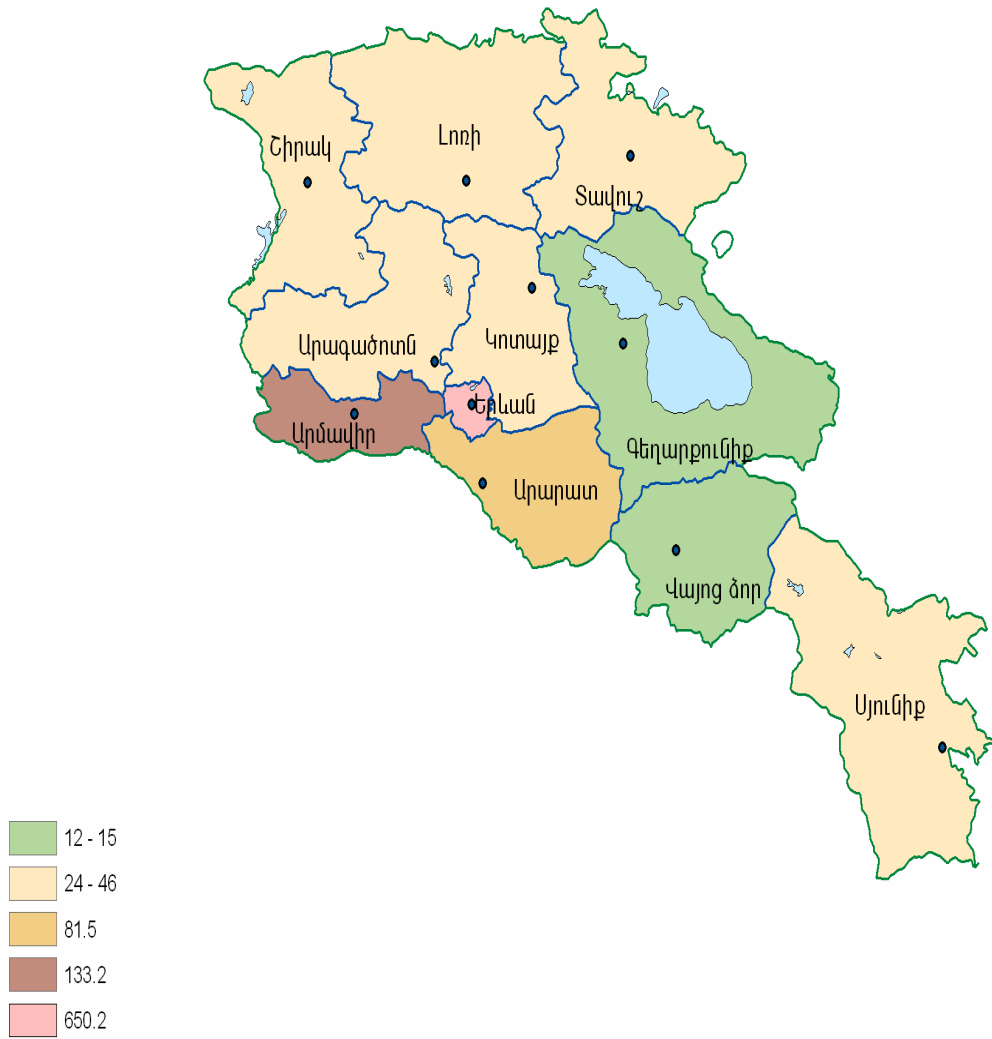 Լոռի
Շիրակ
Տավուշ
Կոտայք
Արագածոտն
Երևան
Արմավիր
Գեղարքունիք
Արարատ
Վայոց ձոր
Սյունիք
12 - 15
24 - 46
81.5
133.2
650.2